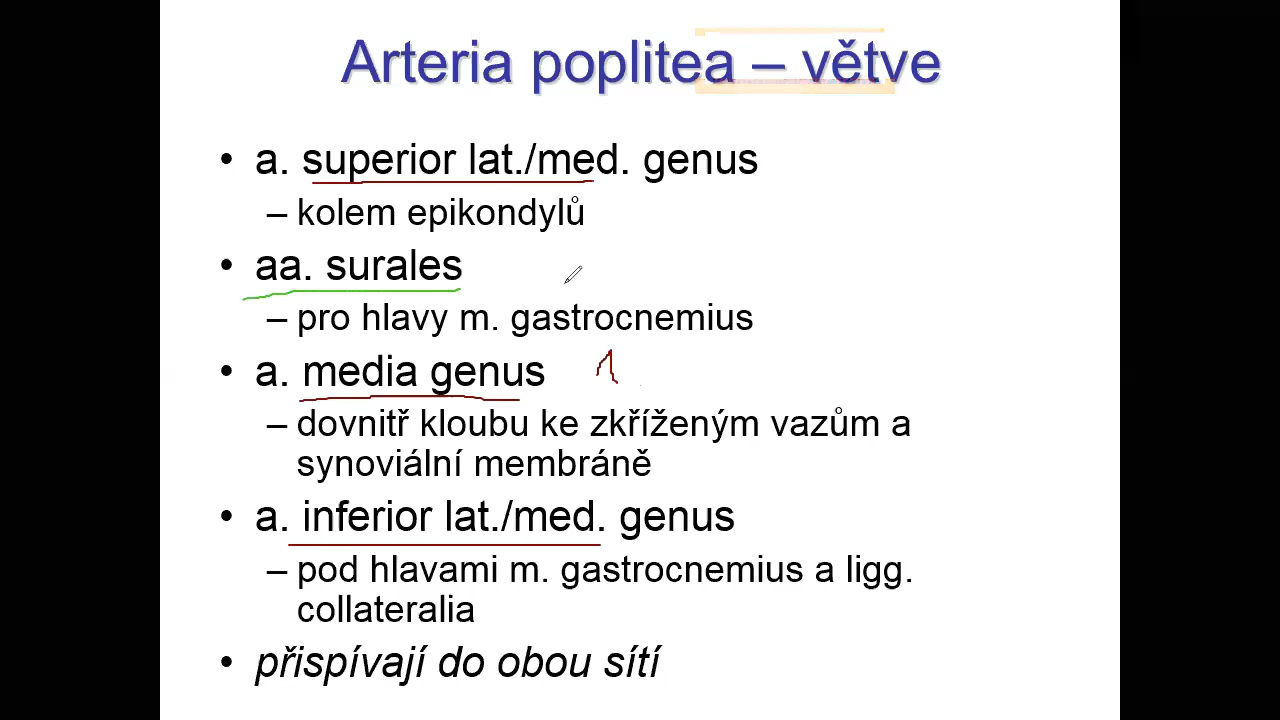 Arteria poplitea – větve
• a. superior lat./med. genus
– kolem epikondylů
• aa. surales
– pro hlavy m. gastrocnemius
• a. media genus 1
– dovnitř kloubu ke zkříženým vazům a
synoviální membráně
• a. inferior lat./med. genus
– pod hlavami m. gastrocnemius a ligg.
collateralia
• přispívají do obou sítí